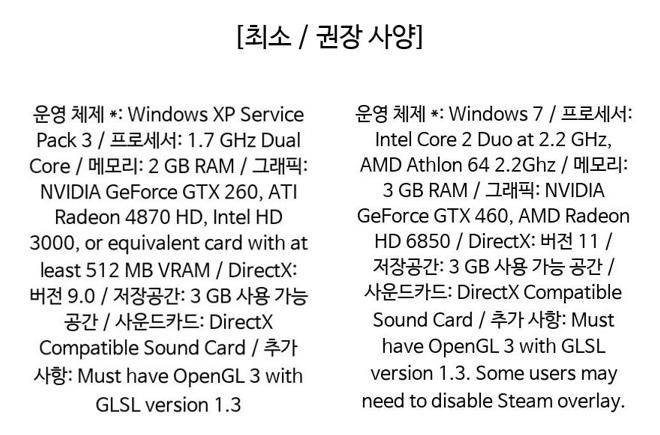 [최소 / 권장 사양]
운영 체제 *: Windows XP Service
Pack 3 / 프로세서: 1.7 GHz Dual
Core / 메모리: 2 GB RAM / 그래픽:
NVIDIA GeForce GTX 260, ATI
Radeon 4870 HD, Intel HD
3000, or equivalent card with at
least 512 MB VRAM / DirectX:
버전 9.0 / 저장공간: 3 GB 사용 가능
공간 / 사운드카드: DirectX
Compatible Sound Card / 추가
사항: Must have OpenGL 3 with
GLSL version 1.3
운영 체제 *: Windows 7 / 프로세서:
Intel Core 2 Duo at 2.2 GHz,
AMD Athlon 64 2.2Ghz / 메모리:
3 GB RAM / 그래픽: NVIDIA
GeForce GTX 460, AMD Radeon
HD 6850 / DirectX: 버전 11 /
저장공간: 3 GB 사용 가능 공간 /
사운드카드: DirectX Compatible
Sound Card / 추가 사항: Must
have OpenGL 3 with GLSL
version 1.3. Some users may
need to disable Steam overlay.